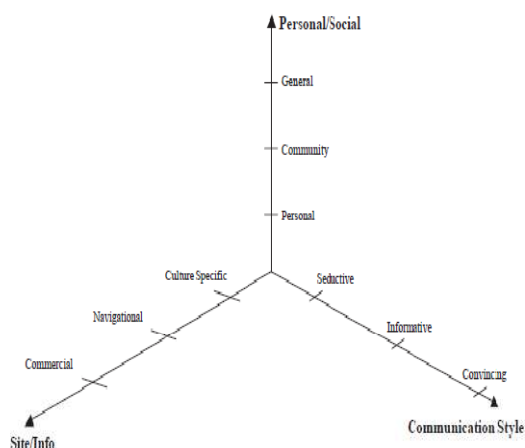 Personal/Social
General
Community
Personal
Culture Specific
Seductive
Navigational
Informative
Commercial
Convincing
Communication Style
Site/Info